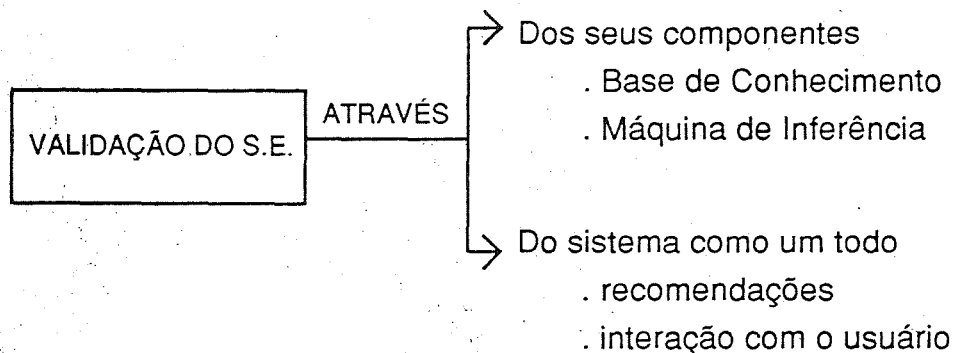 VALIDAÇÃO DO S.E.
ATRAVÉS
Dos seus componentes
. Base de Conhecimento
. Máquina de Inferência
Do sistema como um todo
. recomendações
. interação com o usuário